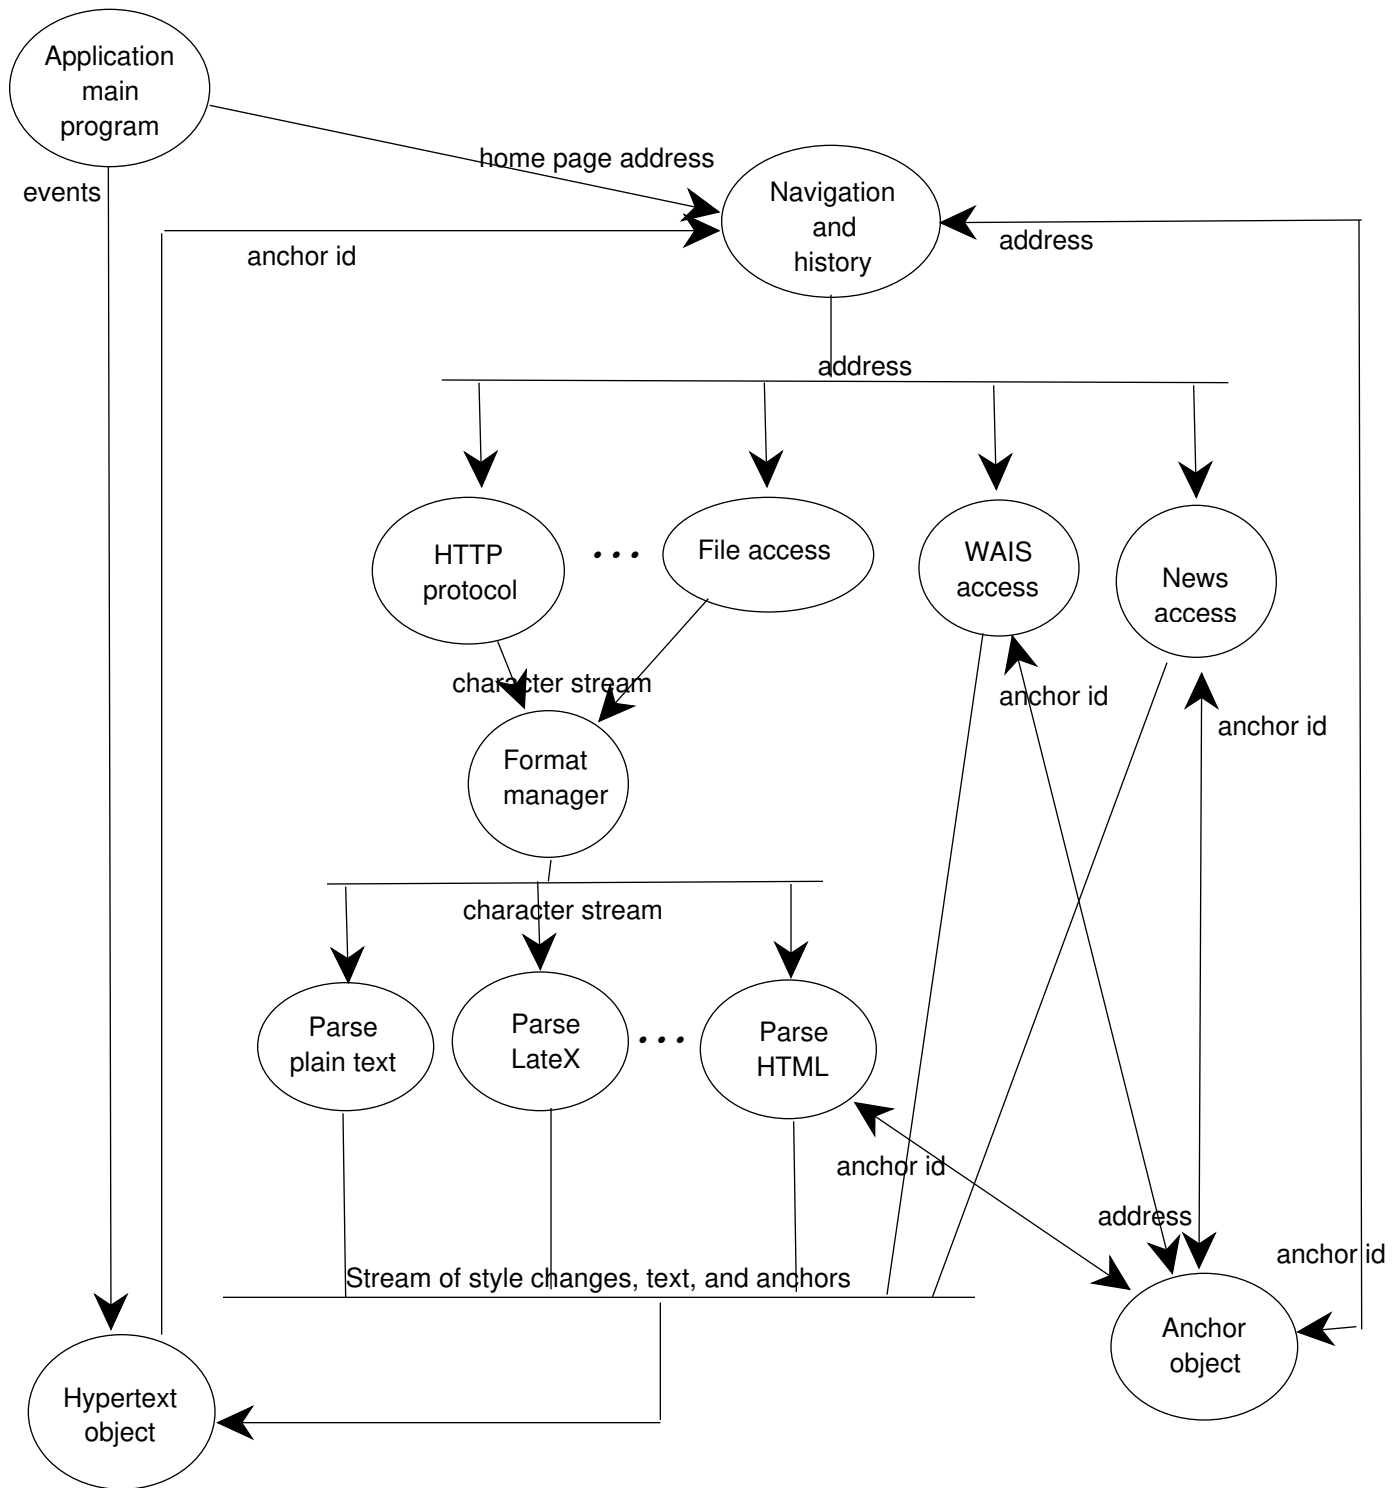 Application
main
program
events
home page address
Navigation
and
history
anchor id
address
address
HTTP
protocol
...
File access
WAIS
access
News
access
character stream
anchor id
anchor id
Format
manager
character stream
Parse
plain text
Parse
LateX
...
Parse
HTML
anchor id
address
anchor id
Stream of style changes, text, and anchors
Anchor
object
Hypertext
object